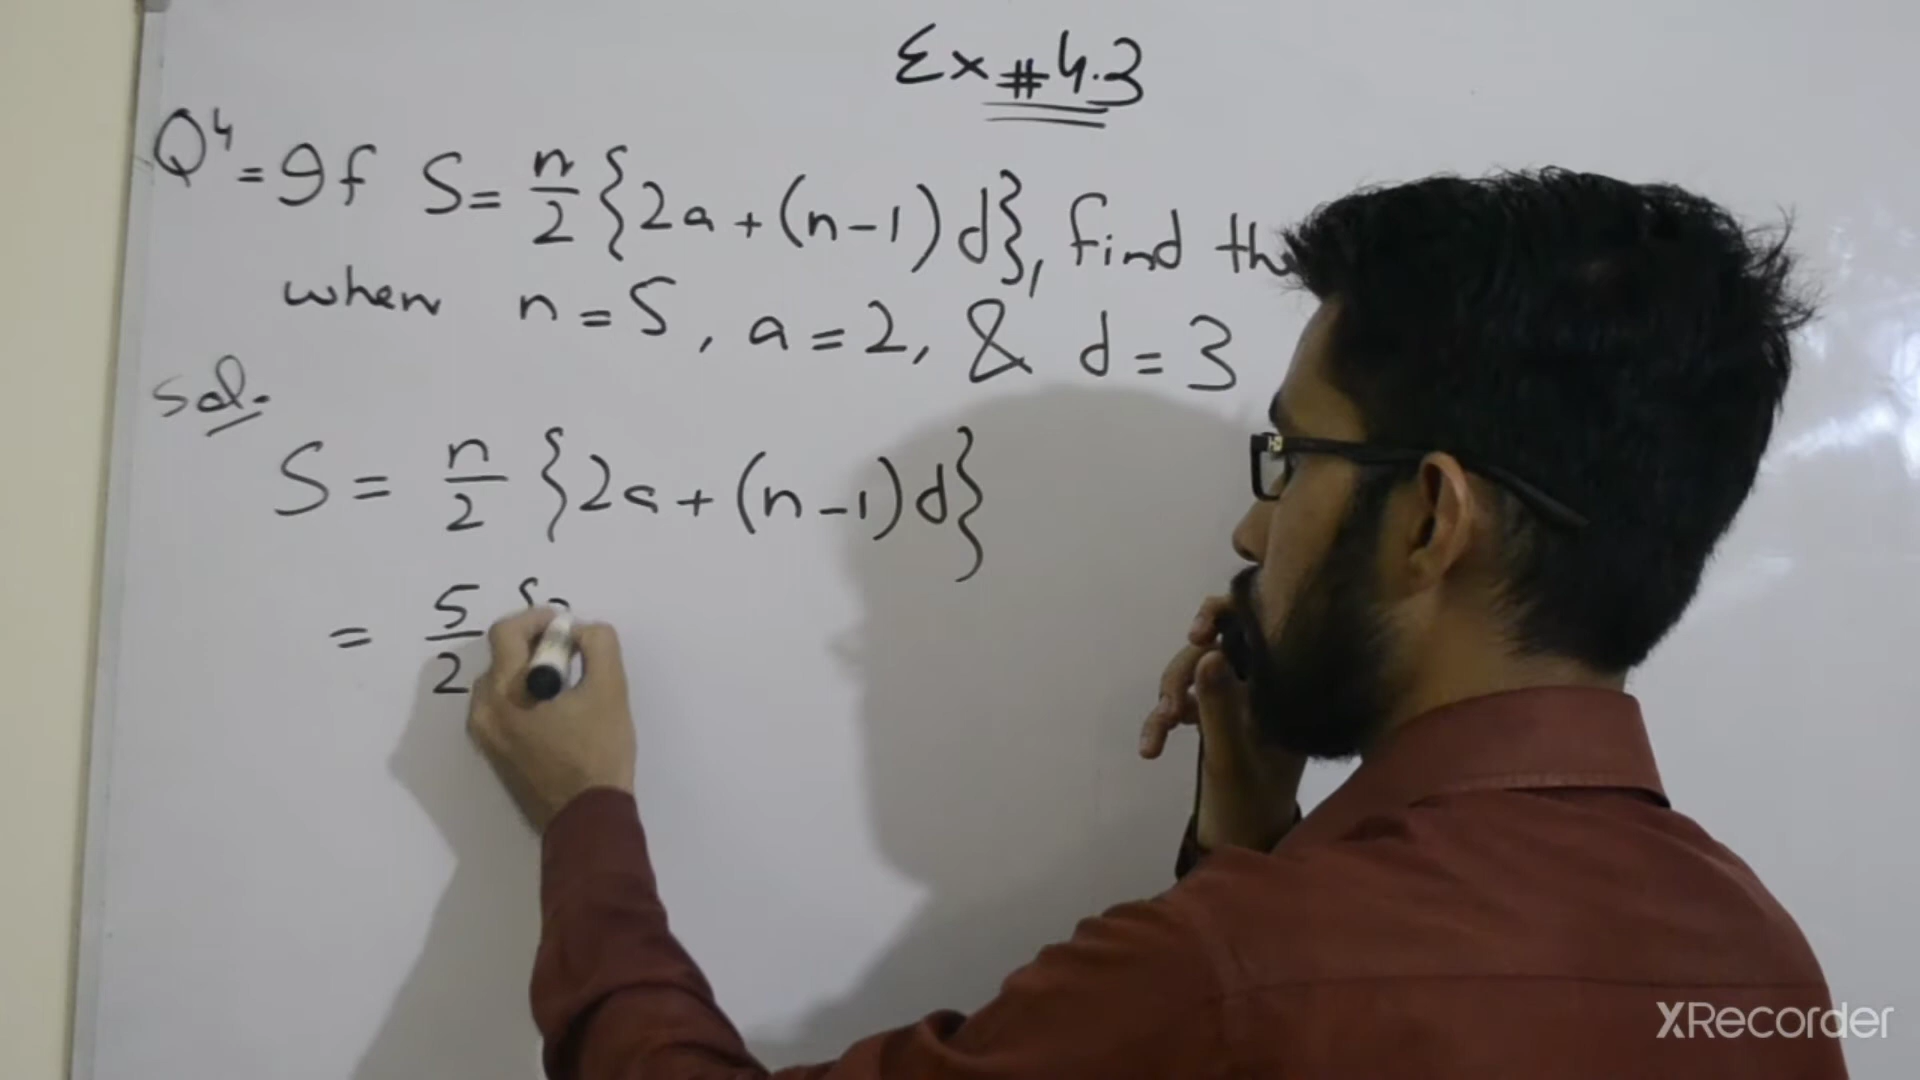 Ex # 4.3
Q4 = If S = n/2 {2a + (n-1) d}, find the
when n = 5, a = 2, & d = 3
Sol.
S = n/2 {2a + (n-1) d}
= 5/2 {
XRecorder